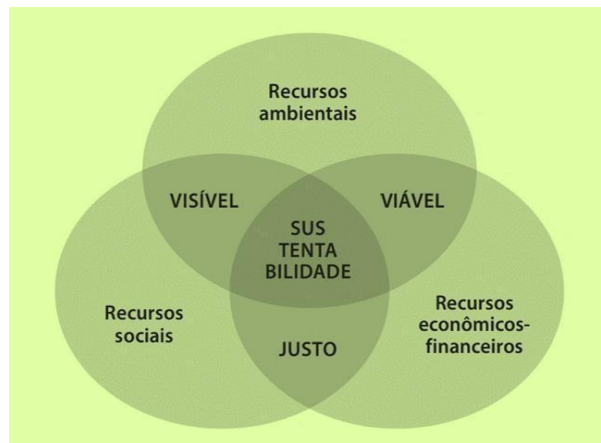 Recursos
ambientais
VISÍVEL
VIÁVEL
SUS
TENTA
BILIDADE
Recursos
sociais
Recursos
econômicos-
financeiros
JUSTO